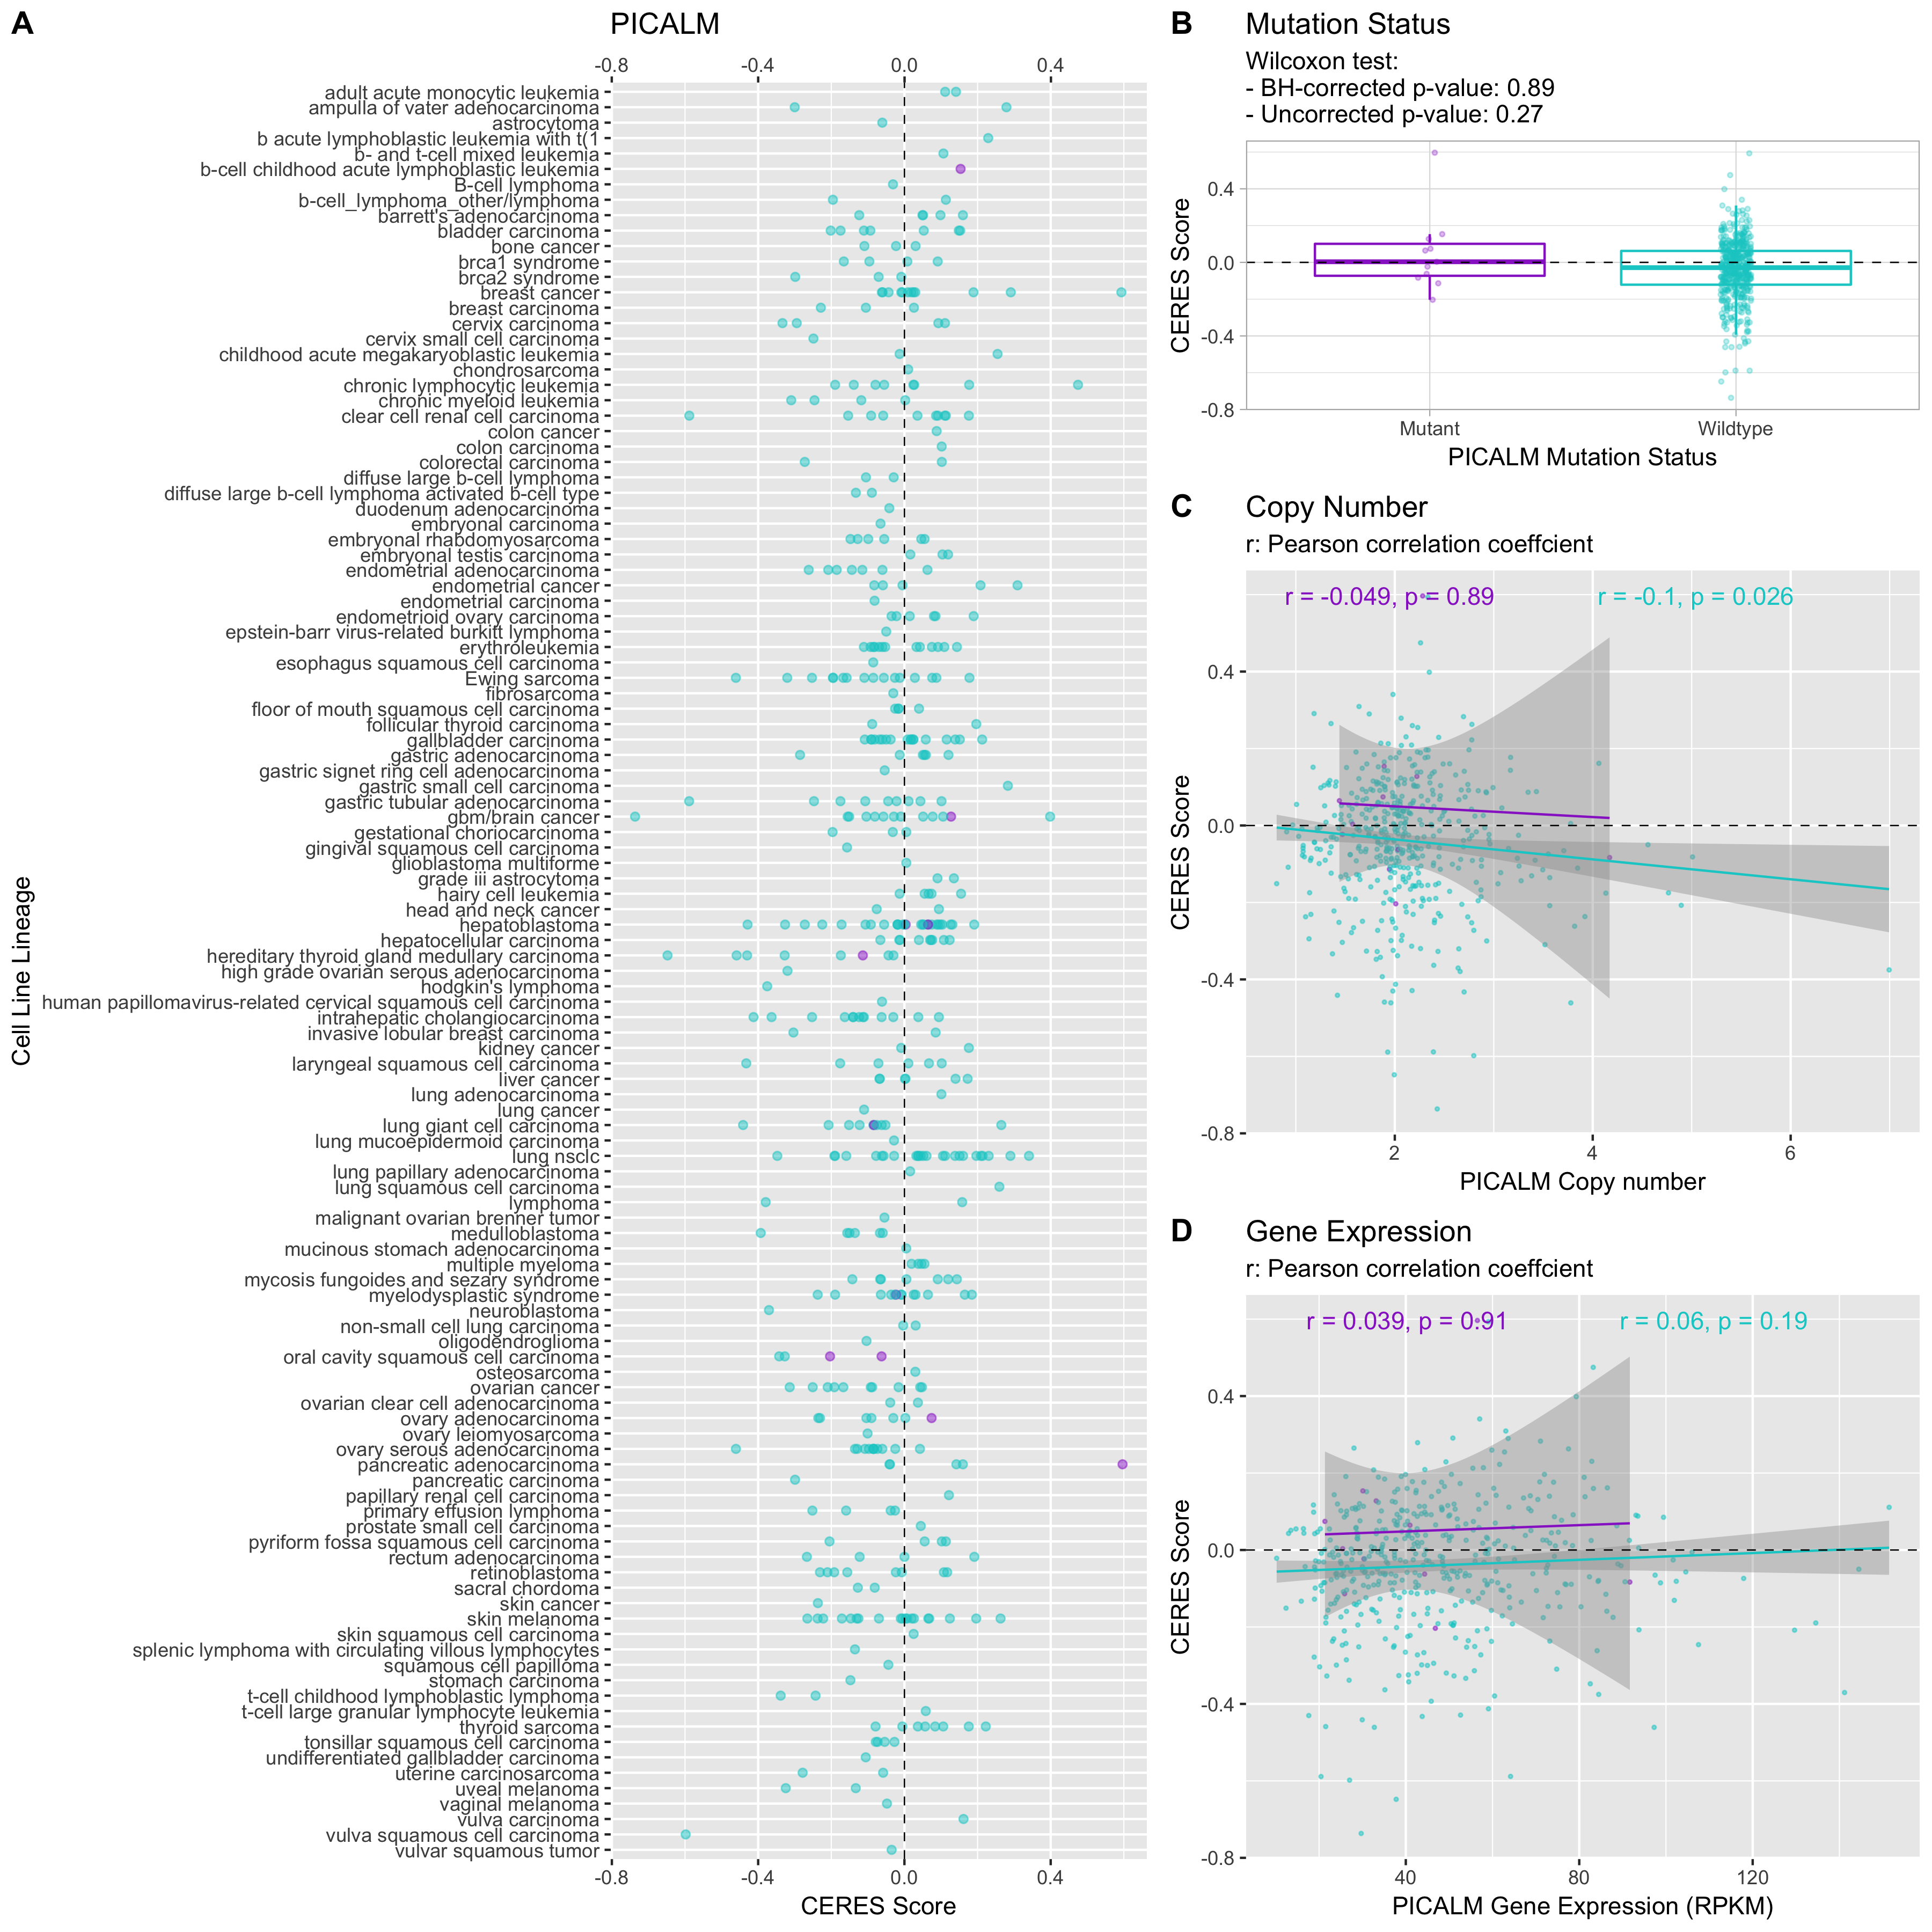 A
PICALM
-0.8 -0.4 0.0 0.4
adult acute monocytic leukemia
ampulla of vater adenocarcinoma
astrocytoma
b acute lymphoblastic leukemia with t(1
b- and t-cell mixed leukemia
b-cell childhood acute lymphoblastic leukemia
B-cell lymphoma
b-cell_lymphoma_other/lymphoma
barrett's adenocarcinoma
bladder carcinoma
bone cancer
brca1 syndrome
brca2 syndrome
breast cancer
breast carcinoma
cervix carcinoma
cervix small cell carcinoma
childhood acute megakaryoblastic leukemia
chondrosarcoma
chronic lymphocytic leukemia
chronic myeloid leukemia
clear cell renal cell carcinoma
colon cancer
colon carcinoma
colorectal carcinoma
diffuse large b-cell lymphoma
diffuse large b-cell lymphoma activated b-cell type
duodenum adenocarcinoma
embryonal carcinoma
embryonal rhabdomyosarcoma
embryonal testis carcinoma
endometrial adenocarcinoma
endometrial cancer
endometrial carcinoma
endometrioid ovary carcinoma
epstein-barr virus-related burkitt lymphoma
erythroleukemia
esophagus squamous cell carcinoma
Ewing sarcoma
fibrosarcoma
floor of mouth squamous cell carcinoma
follicular thyroid carcinoma
gallbladder carcinoma
gastric adenocarcinoma
gastric signet ring cell adenocarcinoma
gastric small cell carcinoma
gastric tubular adenocarcinoma
gbm/brain cancer
gestational choriocarcinoma
gingival squamous cell carcinoma
glioblastoma multiforme
grade iii astrocytoma
hairy cell leukemia
head and neck cancer
hepatoblastoma
hepatocellular carcinoma
hereditary thyroid gland medullary carcinoma
high grade ovarian serous adenocarcinoma
hodgkin's lymphoma
human papillomavirus-related cervical squamous cell carcinoma
intrahepatic cholangiocarcinoma
invasive lobular breast carcinoma
kidney cancer
laryngeal squamous cell carcinoma
liver cancer
lung adenocarcinoma
lung cancer
lung giant cell carcinoma
lung mucoepidermoid carcinoma
lung nsclc
lung papillary adenocarcinoma
lung squamous cell carcinoma
lymphoma
malignant ovarian brenner tumor
medulloblastoma
mucinous stomach adenocarcinoma
multiple myeloma
mycosis fungoides and sezary syndrome
myelodysplastic syndrome
neuroblastoma
non-small cell lung carcinoma
oligodendroglioma
oral cavity squamous cell carcinoma
osteosarcoma
ovarian cancer
ovarian clear cell adenocarcinoma
ovary adenocarcinoma
ovary leiomyosarcoma
ovary serous adenocarcinoma
pancreatic adenocarcinoma
pancreatic carcinoma
papillary renal cell carcinoma
primary effusion lymphoma
prostate small cell carcinoma
pyriform fossa squamous cell carcinoma
rectum adenocarcinoma
retinoblastoma
sacral chordoma
skin cancer
skin melanoma
skin squamous cell carcinoma
splenic lymphoma with circulating villous lymphocytes
squamous cell papilloma
stomach carcinoma
t-cell childhood lymphoblastic lymphoma
t-cell large granular lymphocyte leukemia
thyroid sarcoma
tonsillar squamous cell carcinoma
undifferentiated gallbladder carcinoma
uterine carcinosarcoma
uveal melanoma
vaginal melanoma
vulva carcinoma
vulva squamous cell carcinoma
vulvar squamous tumor
-0.8 -0.4 0.0 0.4
CERES Score
Cell Line Lineage
B
Mutation Status
Wilcoxon test:
- BH-corrected p-value: 0.89
- Uncorrected p-value: 0.27
0.4
0.0
-0.4
-0.8
CERES Score
Mutant Wildtype
PICALM Mutation Status
C
Copy Number
r: Pearson correlation coeffcient
r = -0.049, p = 0.89 r = -0.1, p = 0.026
0.4
0.0
-0.4
-0.8
CERES Score
2 4 6
PICALM Copy number
D
Gene Expression
r: Pearson correlation coeffcient
r = 0.039, p = 0.91 r = 0.06, p = 0.19
0.4
0.0
-0.4
-0.8
CERES Score
40 80 120
PICALM Gene Expression (RPKM)